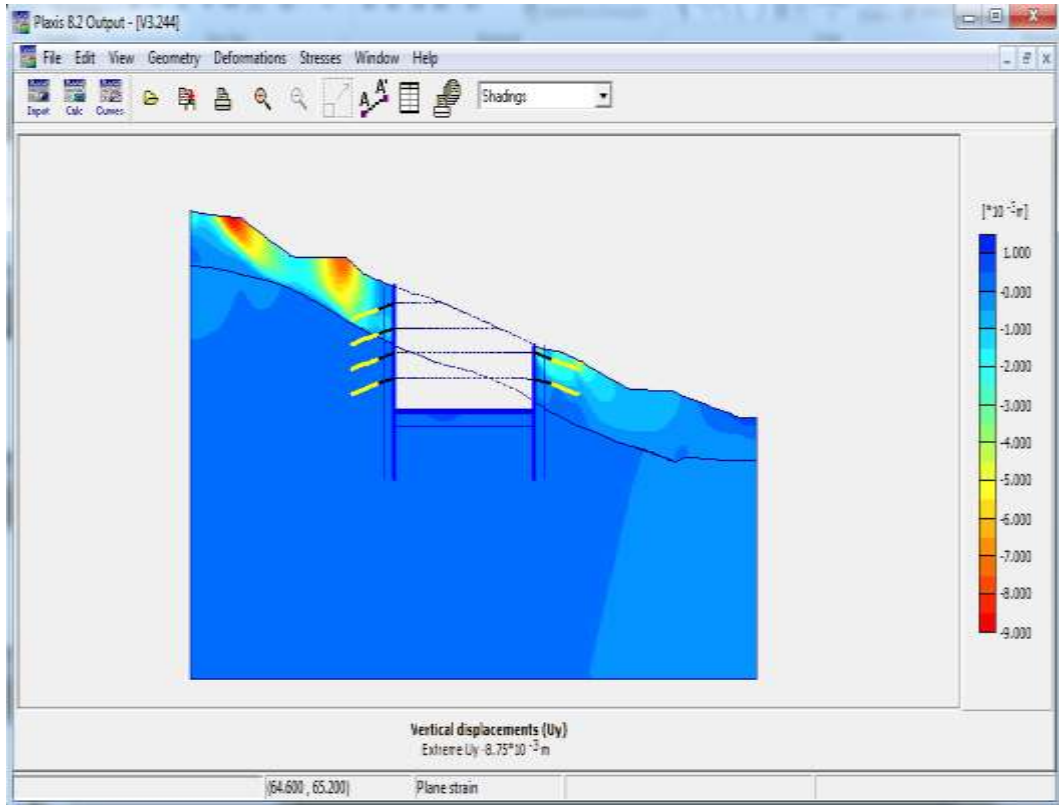 Plaxis 8.2 Output - [V3.244]
File Edit View Geometry Deformations Stresses Window Help
Input Calc Curves
A A'
Shadings
[*10 -3 m]
1.000
-0.000
-1.000
-2.000
-3.000
-4.000
-5.000
-6.000
-7.000
-8.000
-9.000
Vertical displacements (Uy)
Extreme Uy -8.75*10 -3 m
(64.600 , 65.200) Plane strain